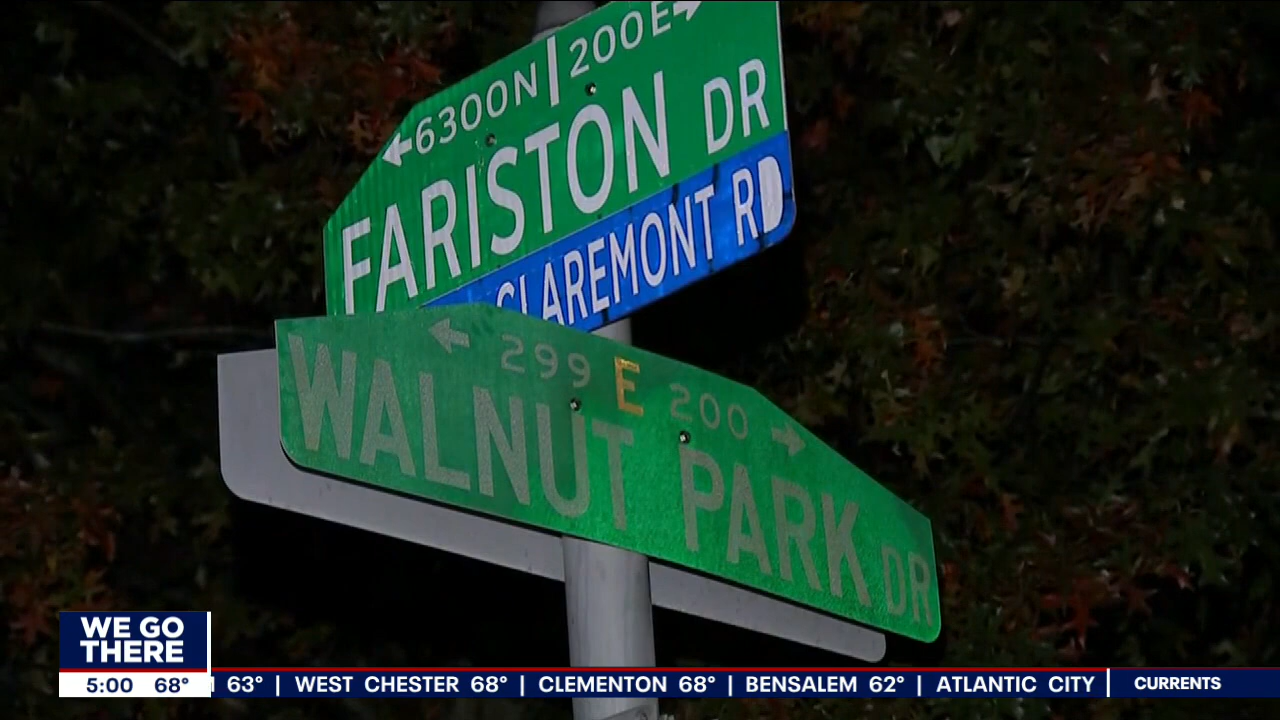 ← 6300N | 200E →
FARISTON DR
CLAREMONT RD
← 299 E 200 →
WALNUT PARK DR
WE GO
THERE
5:00 68° 63° | WEST CHESTER 68° | CLEMENTON 68° | BENSALEM 62° | ATLANTIC CITY | CURRENTS